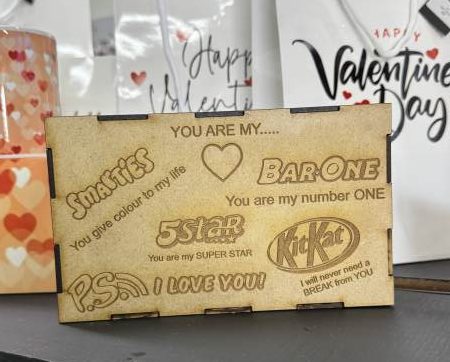 Happy
Valenti
HAPPY
Valentine
Day
YOU ARE MY.....
SMARTIES
You give colour to my life
BAR·ONE
You are my number ONE
5STAR
You are my SUPER STAR
KitKat
I will never need a
BREAK from YOU
P.S. I LOVE YOU!